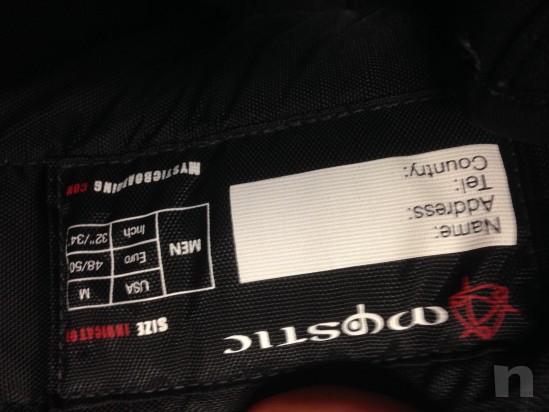 mystic
SIZE INDICATOR
Name:
Address:
Tel:
Country:
MEN
USA M
Euro 48/50
Inch 32"/34"
MYSTICBOARDING.COM
n